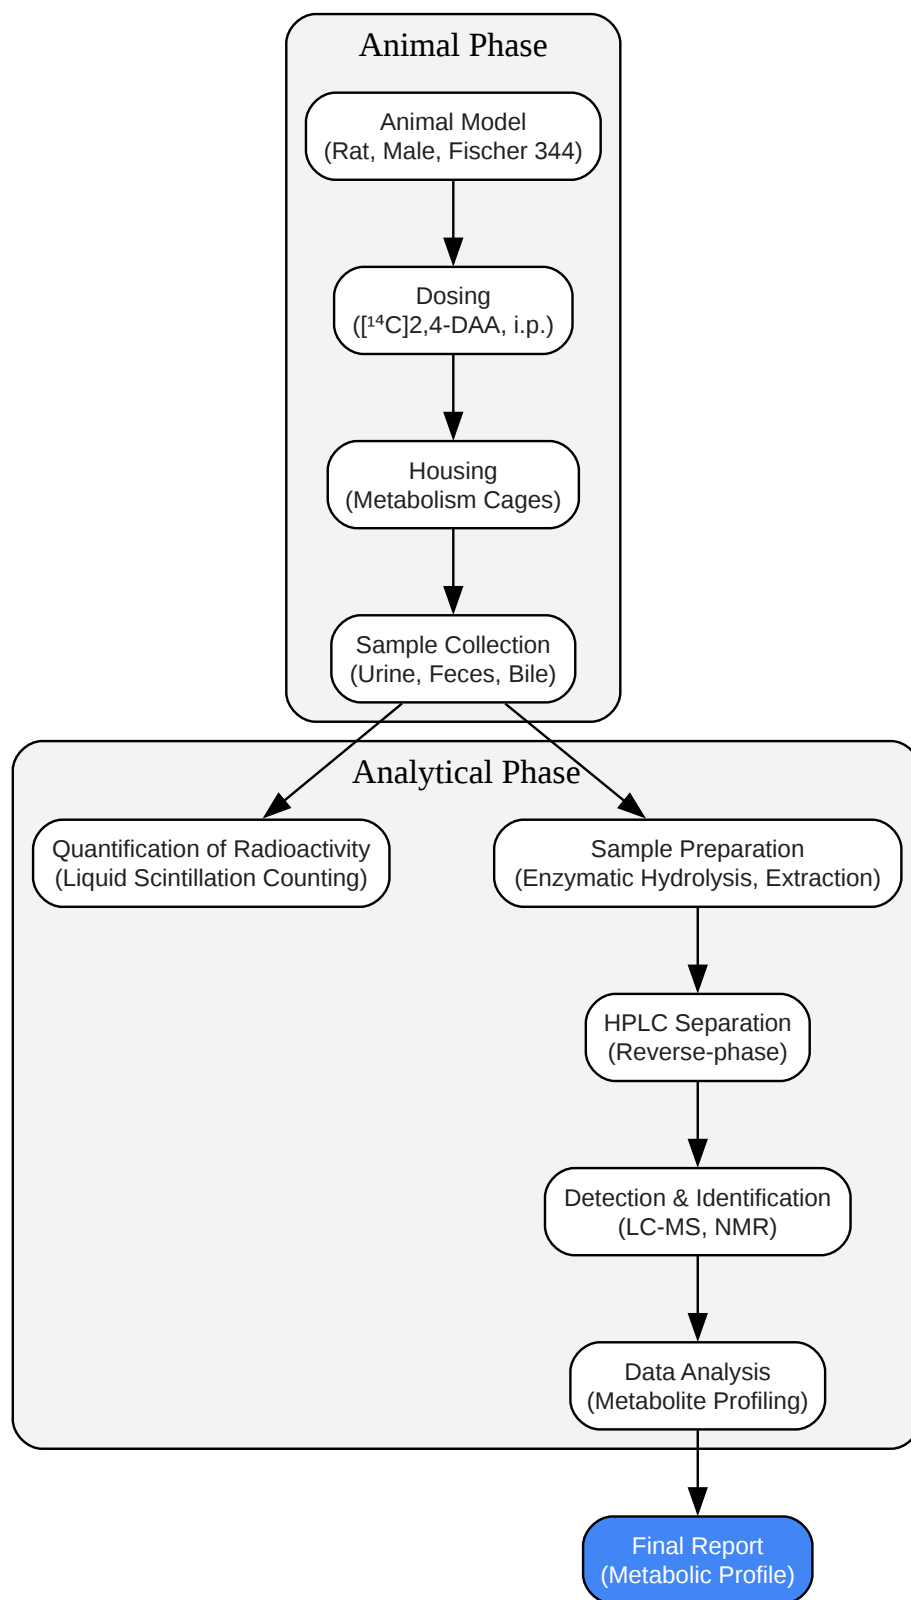 Animal Phase
Animal Model
(Rat, Male, Fischer 344)
Dosing
([¹⁴C]2,4-DAA, i.p.)
Housing
(Metabolism Cages)
Sample Collection
(Urine, Feces, Bile)
Analytical Phase
Quantification of Radioactivity
(Liquid Scintillation Counting)
Sample Preparation
(Enzymatic Hydrolysis, Extraction)
HPLC Separation
(Reverse-phase)
Detection & Identification
(LC-MS, NMR)
Data Analysis
(Metabolite Profiling)
Final Report
(Metabolic Profile)